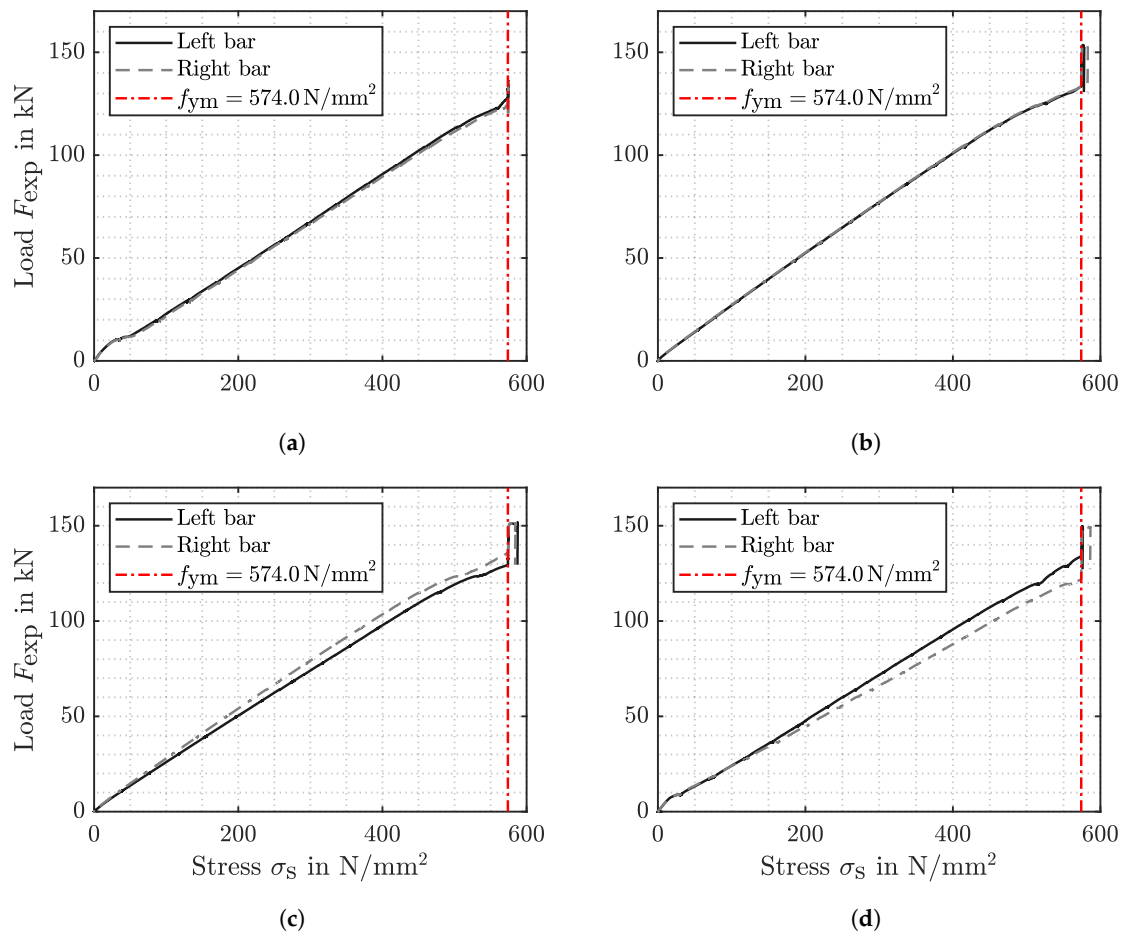 150
100
50
0
0 200 400 600
Load Fexp in kN
Left bar
Right bar
fym = 574.0 N/mm²
(a)
150
100
50
0
0 200 400 600
Left bar
Right bar
fym = 574.0 N/mm²
(b)
150
100
50
0
0 200 400 600
Load Fexp in kN
Stress σs in N/mm²
Left bar
Right bar
fym = 574.0 N/mm²
(c)
150
100
50
0
0 200 400 600
Stress σs in N/mm²
Left bar
Right bar
fym = 574.0 N/mm²
(d)